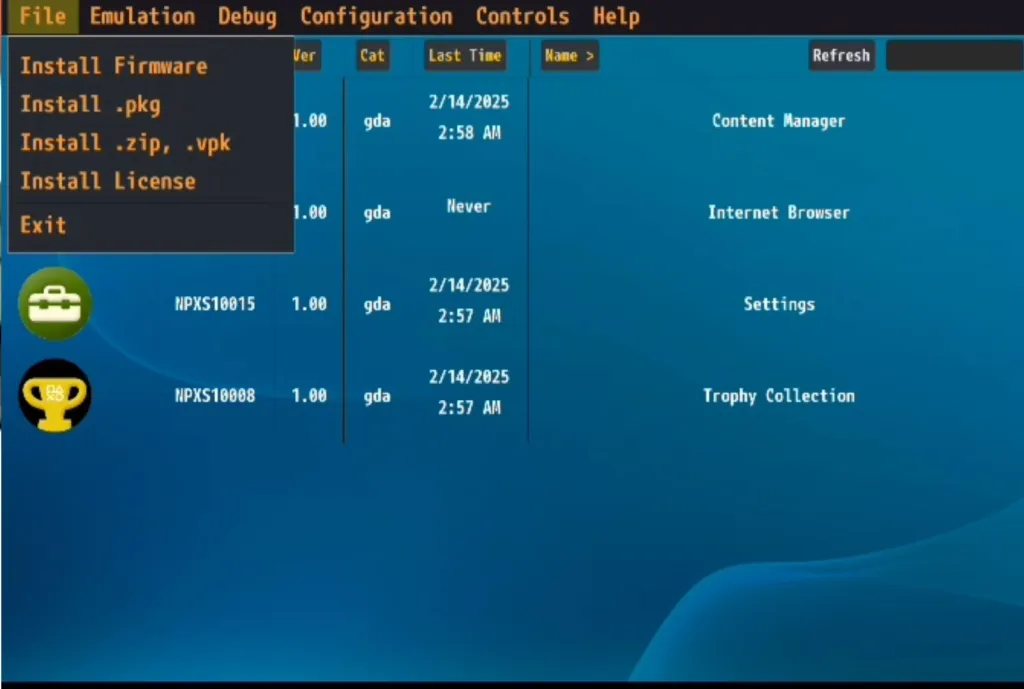 File Emulation Debug Configuration Controls Help
Ver Cat Last Time Name > Refresh
Install Firmware
Install .pkg
Install .zip, .vpk
Install License
Exit
1.00 gda 2/14/2025 2:58 AM Content Manager
1.00 gda Never Internet Browser
NPXS10015 1.00 gda 2/14/2025 2:57 AM Settings
NPXS10008 1.00 gda 2/14/2025 2:57 AM Trophy Collection